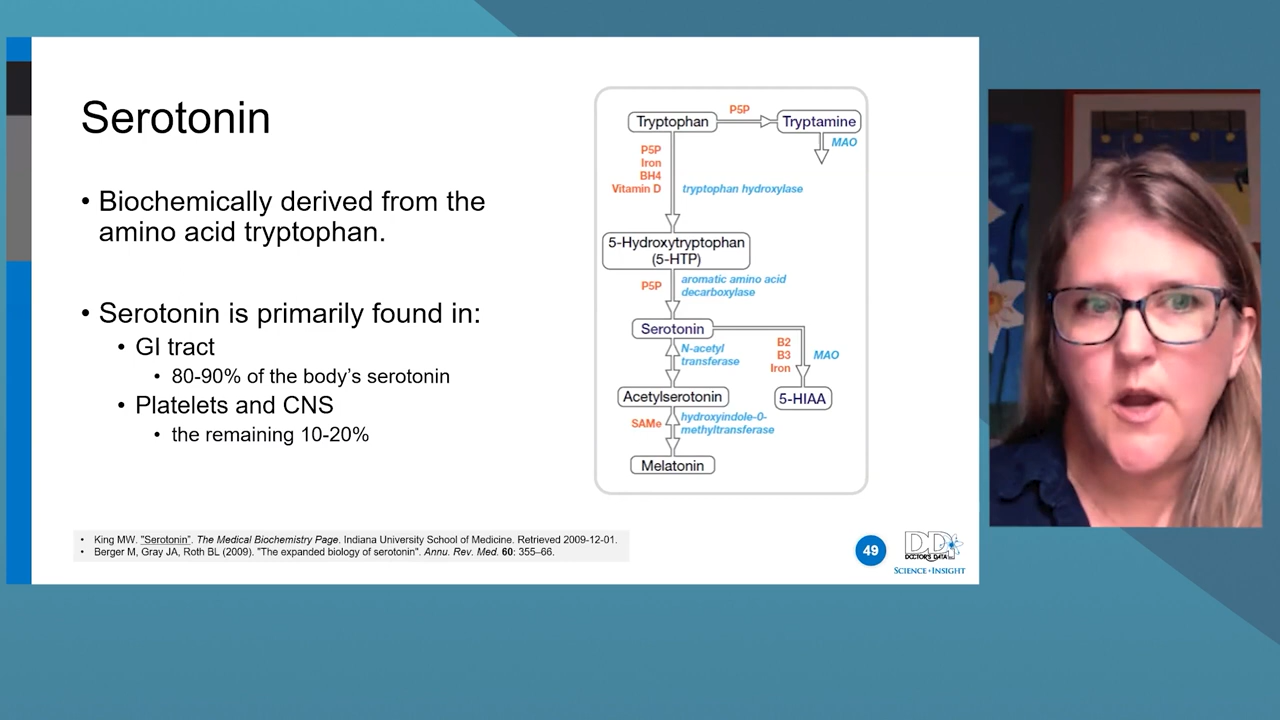 Serotonin
• Biochemically derived from the
amino acid tryptophan.
• Serotonin is primarily found in:
• GI tract
• 80-90% of the body’s serotonin
• Platelets and CNS
• the remaining 10-20%
P5P
Tryptophan
Tryptamine
MAO
P5P
Iron
BH4
Vitamin D
tryptophan hydroxylase
5-Hydroxytryptophan
(5-HTP)
P5P
aromatic amino acid
decarboxylase
Serotonin
N-acetyl
transferase
B2
B3
Iron
MAO
Acetylserotonin
5-HIAA
SAMe
hydroxyindole-0-
methyltransferase
Melatonin
• King MW. "Serotonin". The Medical Biochemistry Page. Indiana University School of Medicine. Retrieved 2009-12-01.
• Berger M, Gray JA, Roth BL (2009). "The expanded biology of serotonin". Annu. Rev. Med. 60: 355–66.
49
DDI
DOCTOR'S DATA
SCIENCE + INSIGHT